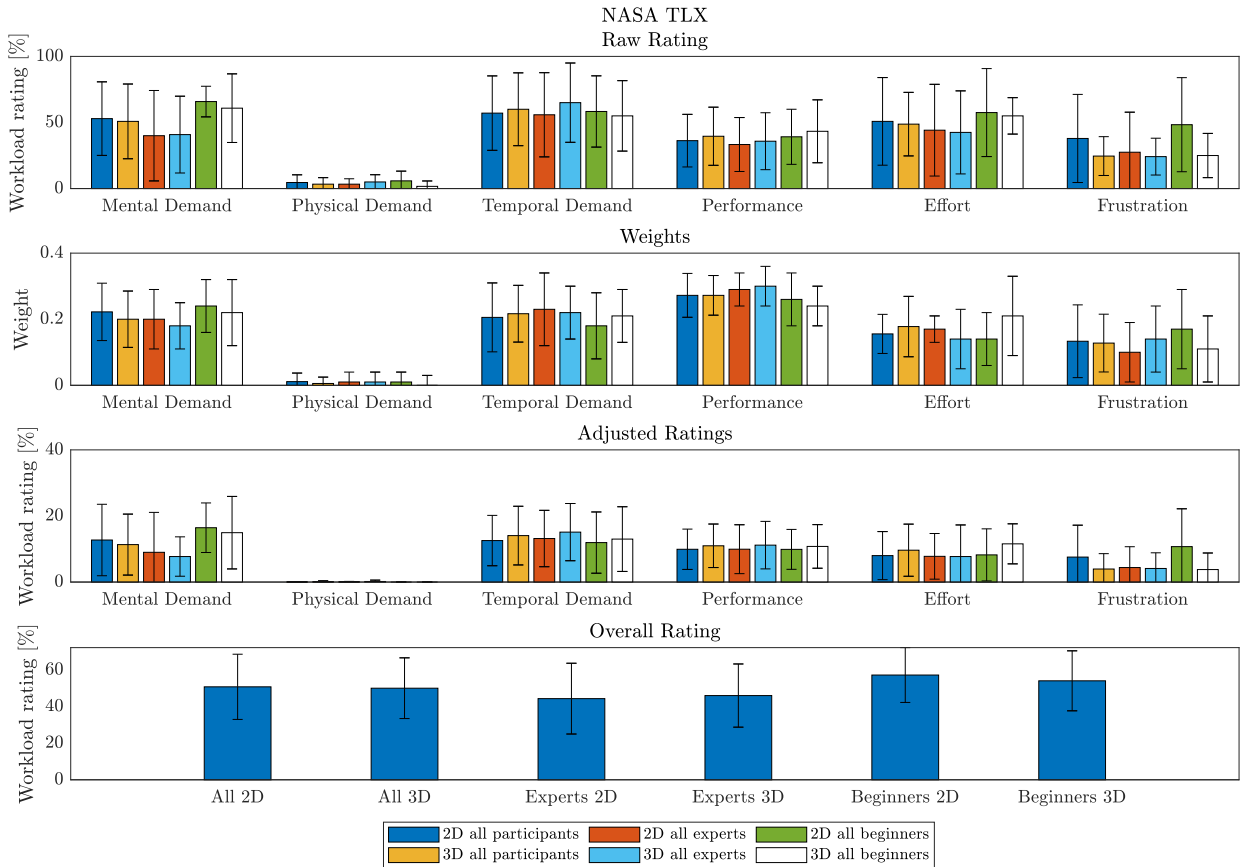 NASA TLX
Raw Rating
Workload rating [%]
100
50
0
Mental Demand Physical Demand Temporal Demand Performance Effort Frustration
Weights
Weight
0.4
0.2
0
Mental Demand Physical Demand Temporal Demand Performance Effort Frustration
Adjusted Ratings
Workload rating [%]
40
20
0
Mental Demand Physical Demand Temporal Demand Performance Effort Frustration
Overall Rating
Workload rating [%]
60
40
20
0
All 2D All 3D Experts 2D Experts 3D Beginners 2D Beginners 3D
2D all participants 2D all experts 2D all beginners
3D all participants 3D all experts 3D all beginners